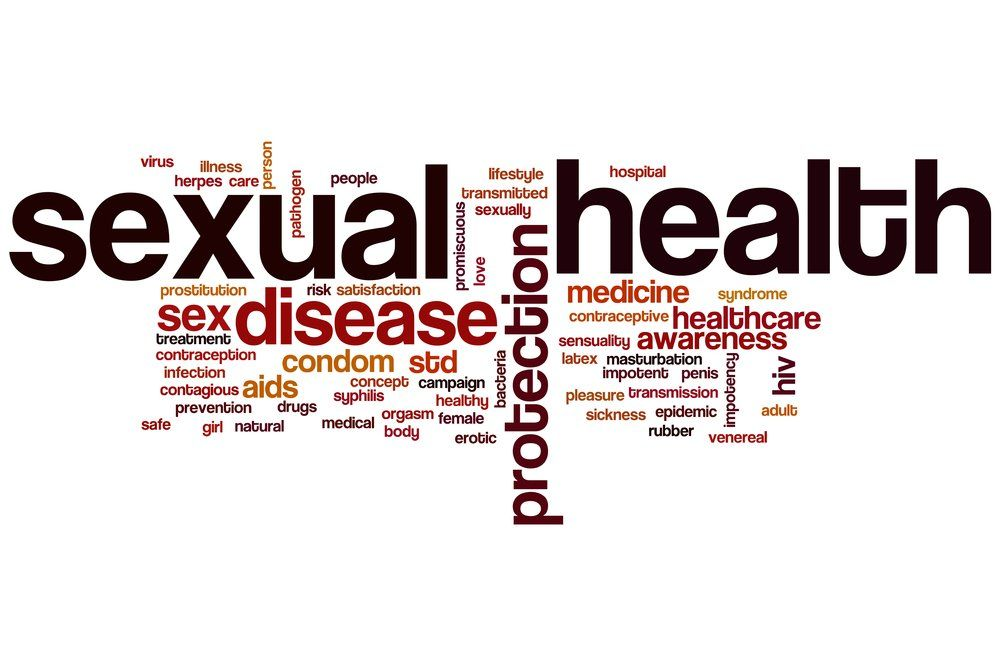 virus
illness
herpes care
person
pathogen
people
sexual
promiscuous
love
lifestyle
transmitted
sexually
hospital
health
prostitution
risk satisfaction
sex
disease
treatment
contraception
condom
std
infection
contagious
aids
concept
campaign
syphilis
healthy
bacteria
prevention
drugs
orgasm
female
safe
girl
natural
medical
body
erotic
protection
medicine
syndrome
contraceptive
healthcare
sensuality
awareness
latex
masturbation
impotent
penis
impotency
hiv
pleasure
transmission
sickness
epidemic
adult
rubber
venereal